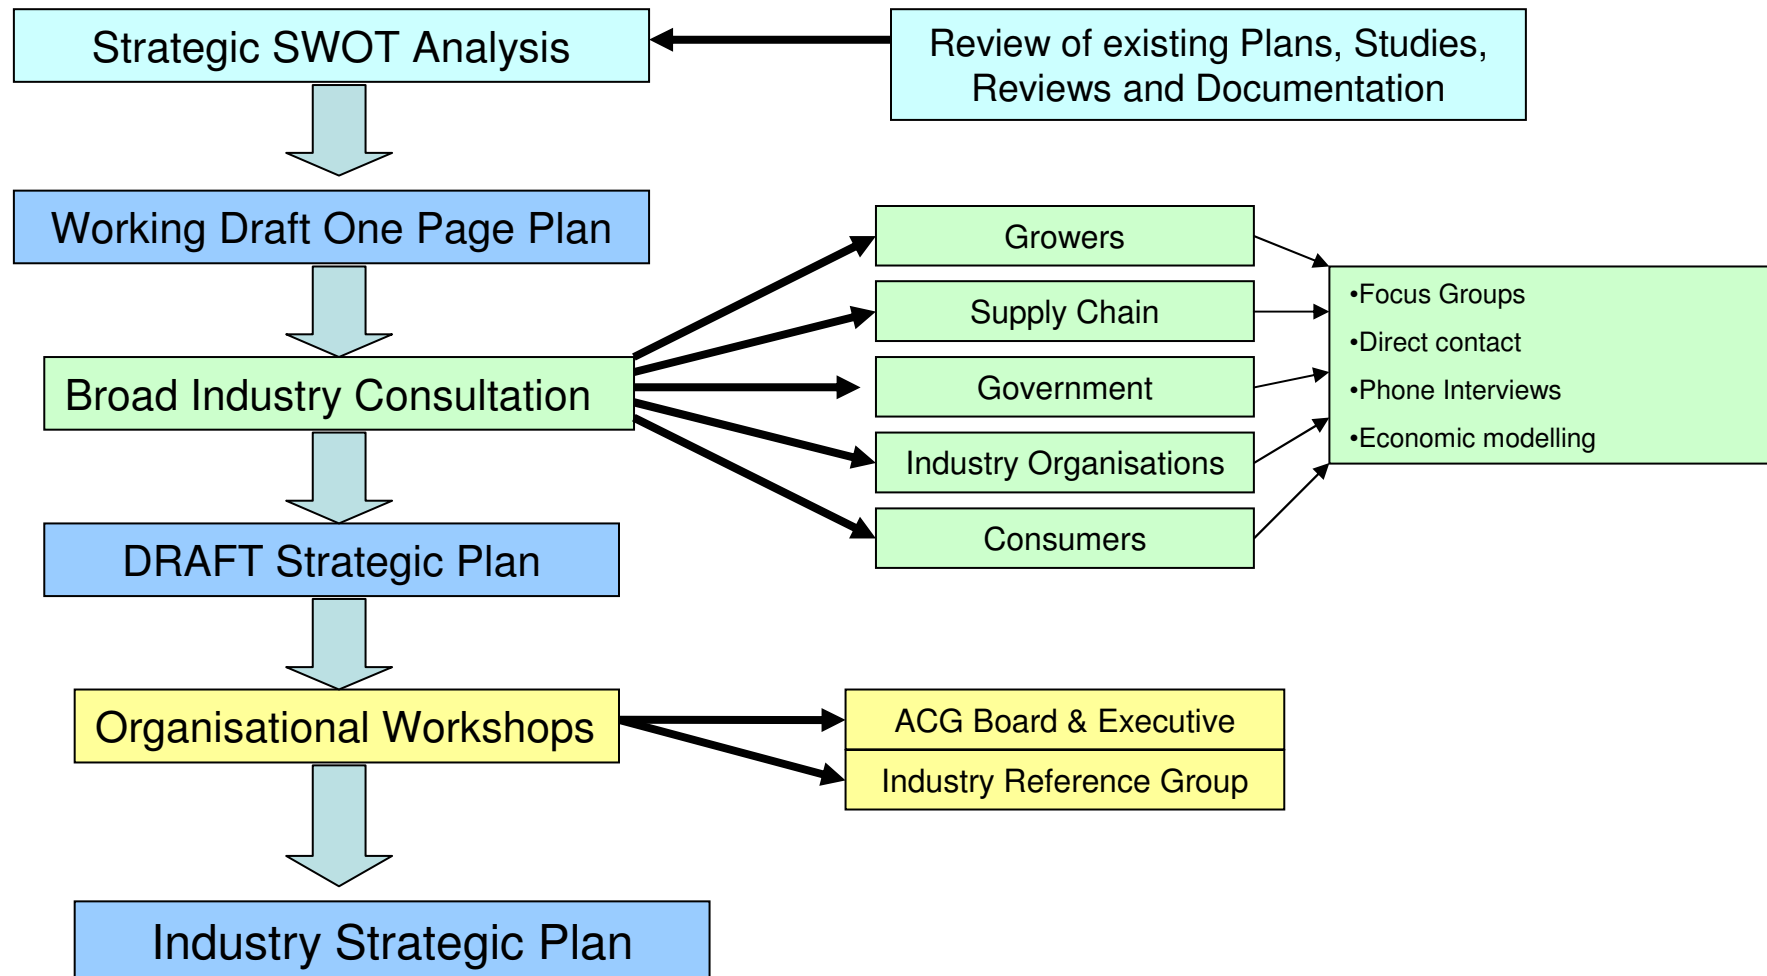 Strategic SWOT Analysis
Review of existing Plans, Studies,
Reviews and Documentation
Working Draft One Page Plan
Broad Industry Consultation
Growers
Supply Chain
Government
Industry Organisations
Consumers
•Focus Groups
•Direct contact
•Phone Interviews
•Economic modelling
DRAFT Strategic Plan
Organisational Workshops
ACG Board & Executive
Industry Reference Group
Industry Strategic Plan